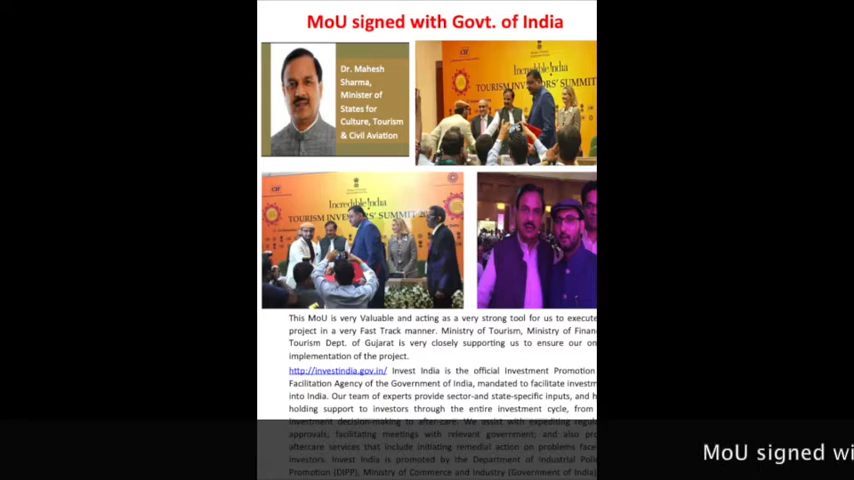 MoU signed with Govt. of India
Dr. Mahesh
Sharma,
Minister of
States for
Culture, Tourism
& Civil Aviation
CII
Incredible India
TOURISM INVESTORS' SUMMIT
CII
Incredible India
TOURISM INVESTORS' SUMMIT 20
This MoU is very Valuable and acting as a very strong tool for us to execute
project in a very Fast Track manner. Ministry of Tourism, Ministry of Finan
Tourism Dept. of Gujarat is very closely supporting us to ensure our on
implementation of the project.
http://investindia.gov.in/ Invest India is the official Investment Promotion
Facilitation Agency of the Government of India, mandated to facilitate investm
into India. Our team of experts provide sector-and state-specific inputs, and h
holding support to investors through the entire investment cycle, from
investment decision-making to after-care. We assist with expediting regul
approvals; facilitating meetings with relevant government; and also pro
aftercare services that include initiating remedial action on problems face
investors. Invest India is promoted by the Department of Industrial Polic
Promotion (DIPP), Ministry of Commerce and Industry (Government of India)
MoU signed wi